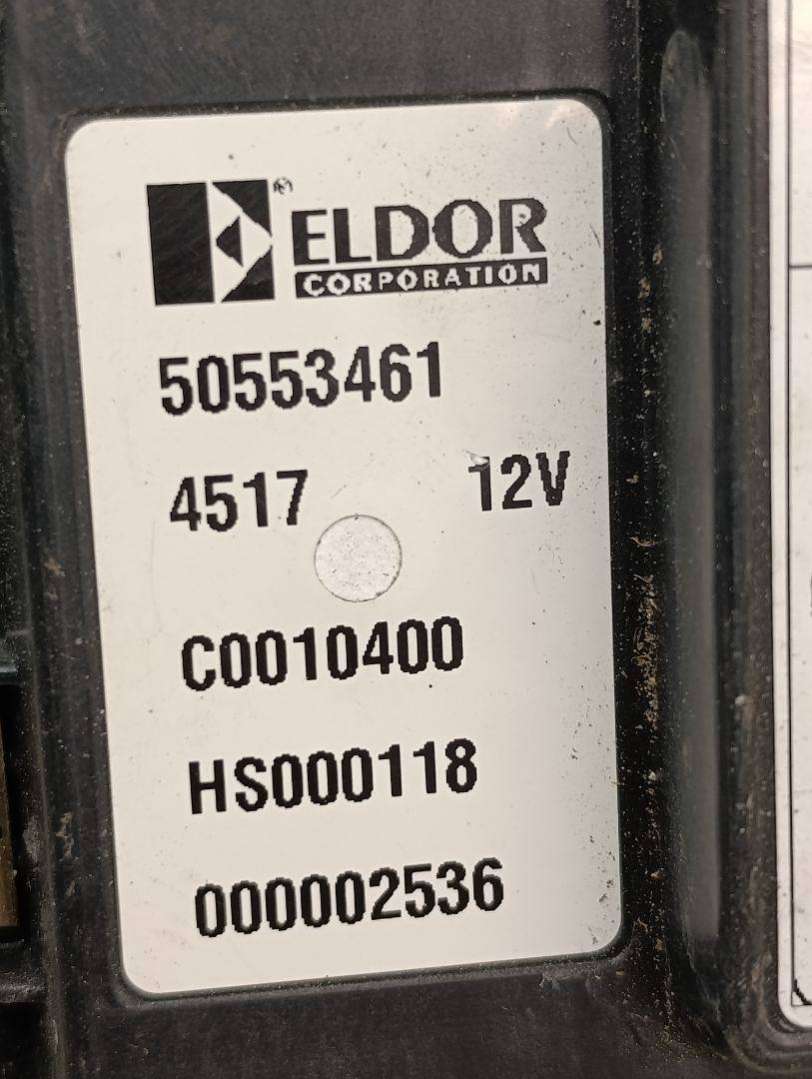 ELDOR
CORPORATION
50553461
4517 12V
C0010400
HS000118
000002536